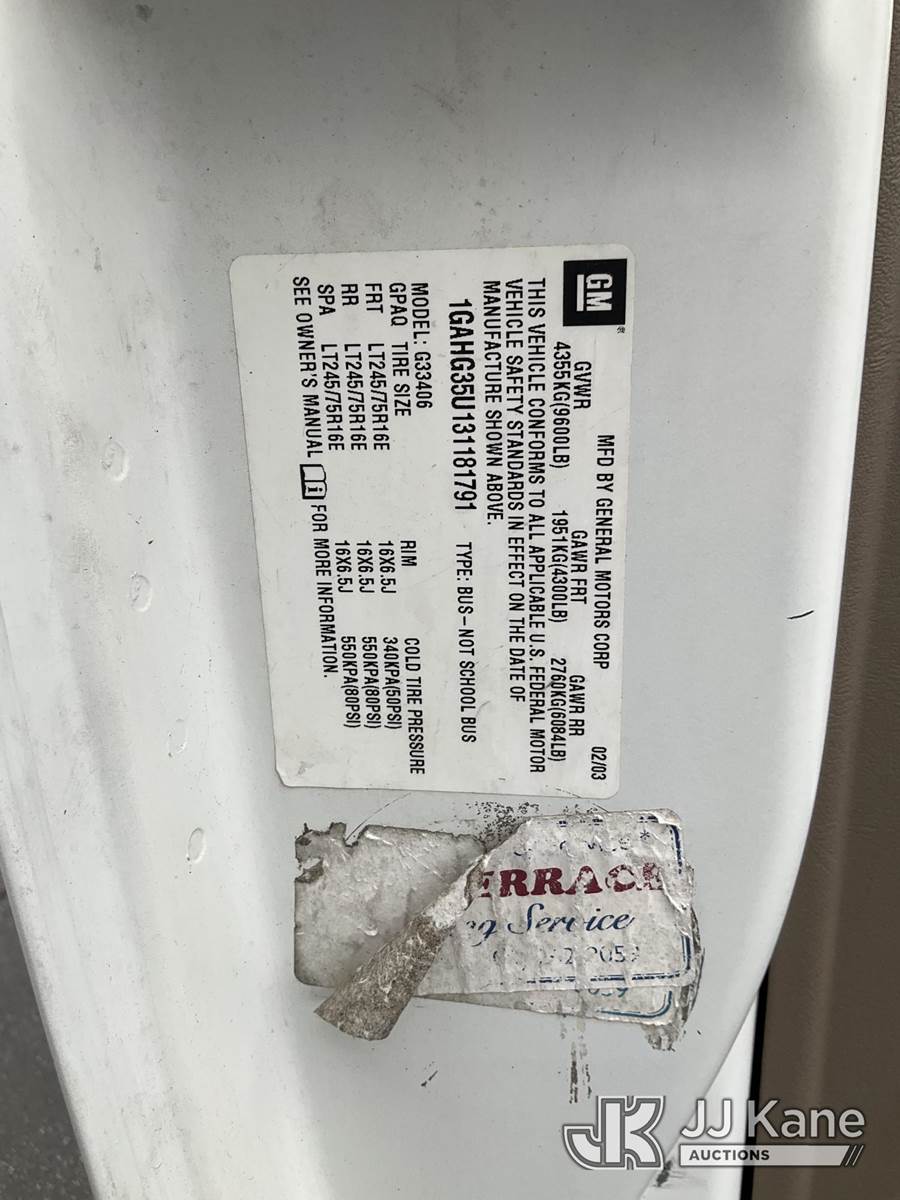 GM
MFD BY GENERAL MOTORS CORP 02/03
GVWR GAWR FRT GAWR RR
4355KG(9600LB) 1951KG(4300LB) 2760KG(6084LB)
THIS VEHICLE CONFORMS TO ALL APPLICABLE U.S. FEDERAL MOTOR
VEHICLE SAFETY STANDARDS IN EFFECT ON THE DATE OF
MANUFACTURE SHOWN ABOVE.
1GAHG35U131181791 TYPE: BUS-NOT SCHOOL BUS
MODEL: G33406
GPAQ TIRE SIZE RIM COLD TIRE PRESSURE
FRT LT245/75R16E 16X6.5J 340KPA(50PSI)
RR LT245/75R16E 16X6.5J 550KPA(80PSI)
SPA LT245/75R16E 16X6.5J 550KPA(80PSI)
SEE OWNER'S MANUAL FOR MORE INFORMATION.
ERRACE
Service
JK JJ Kane
AUCTIONS